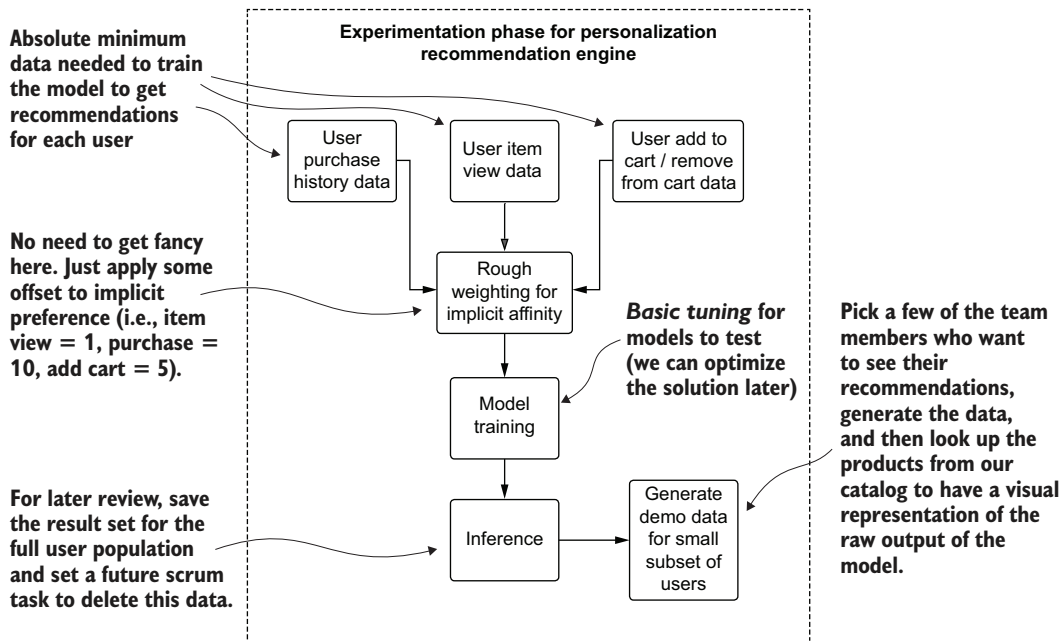 Experimentation phase for personalization
recommendation engine
Absolute minimum
data needed to train
the model to get
recommendations
for each user
User
purchase
history data
User item
view data
User add to
cart / remove
from cart data
No need to get fancy
here. Just apply some
offset to implicit
preference (i.e., item
view = 1, purchase =
10, add cart = 5).
Rough
weighting for
implicit affinity
Basic tuning for
models to test
(we can optimize
the solution later)
Pick a few of the team
members who want
to see their
recommendations,
generate the data,
and then look up the
products from our
catalog to have a visual
representation of the
raw output of the
model.
Model
training
For later review, save
the result set for the
full user population
and set a future scrum
task to delete this data.
Inference
Generate
demo data
for small
subset of
users